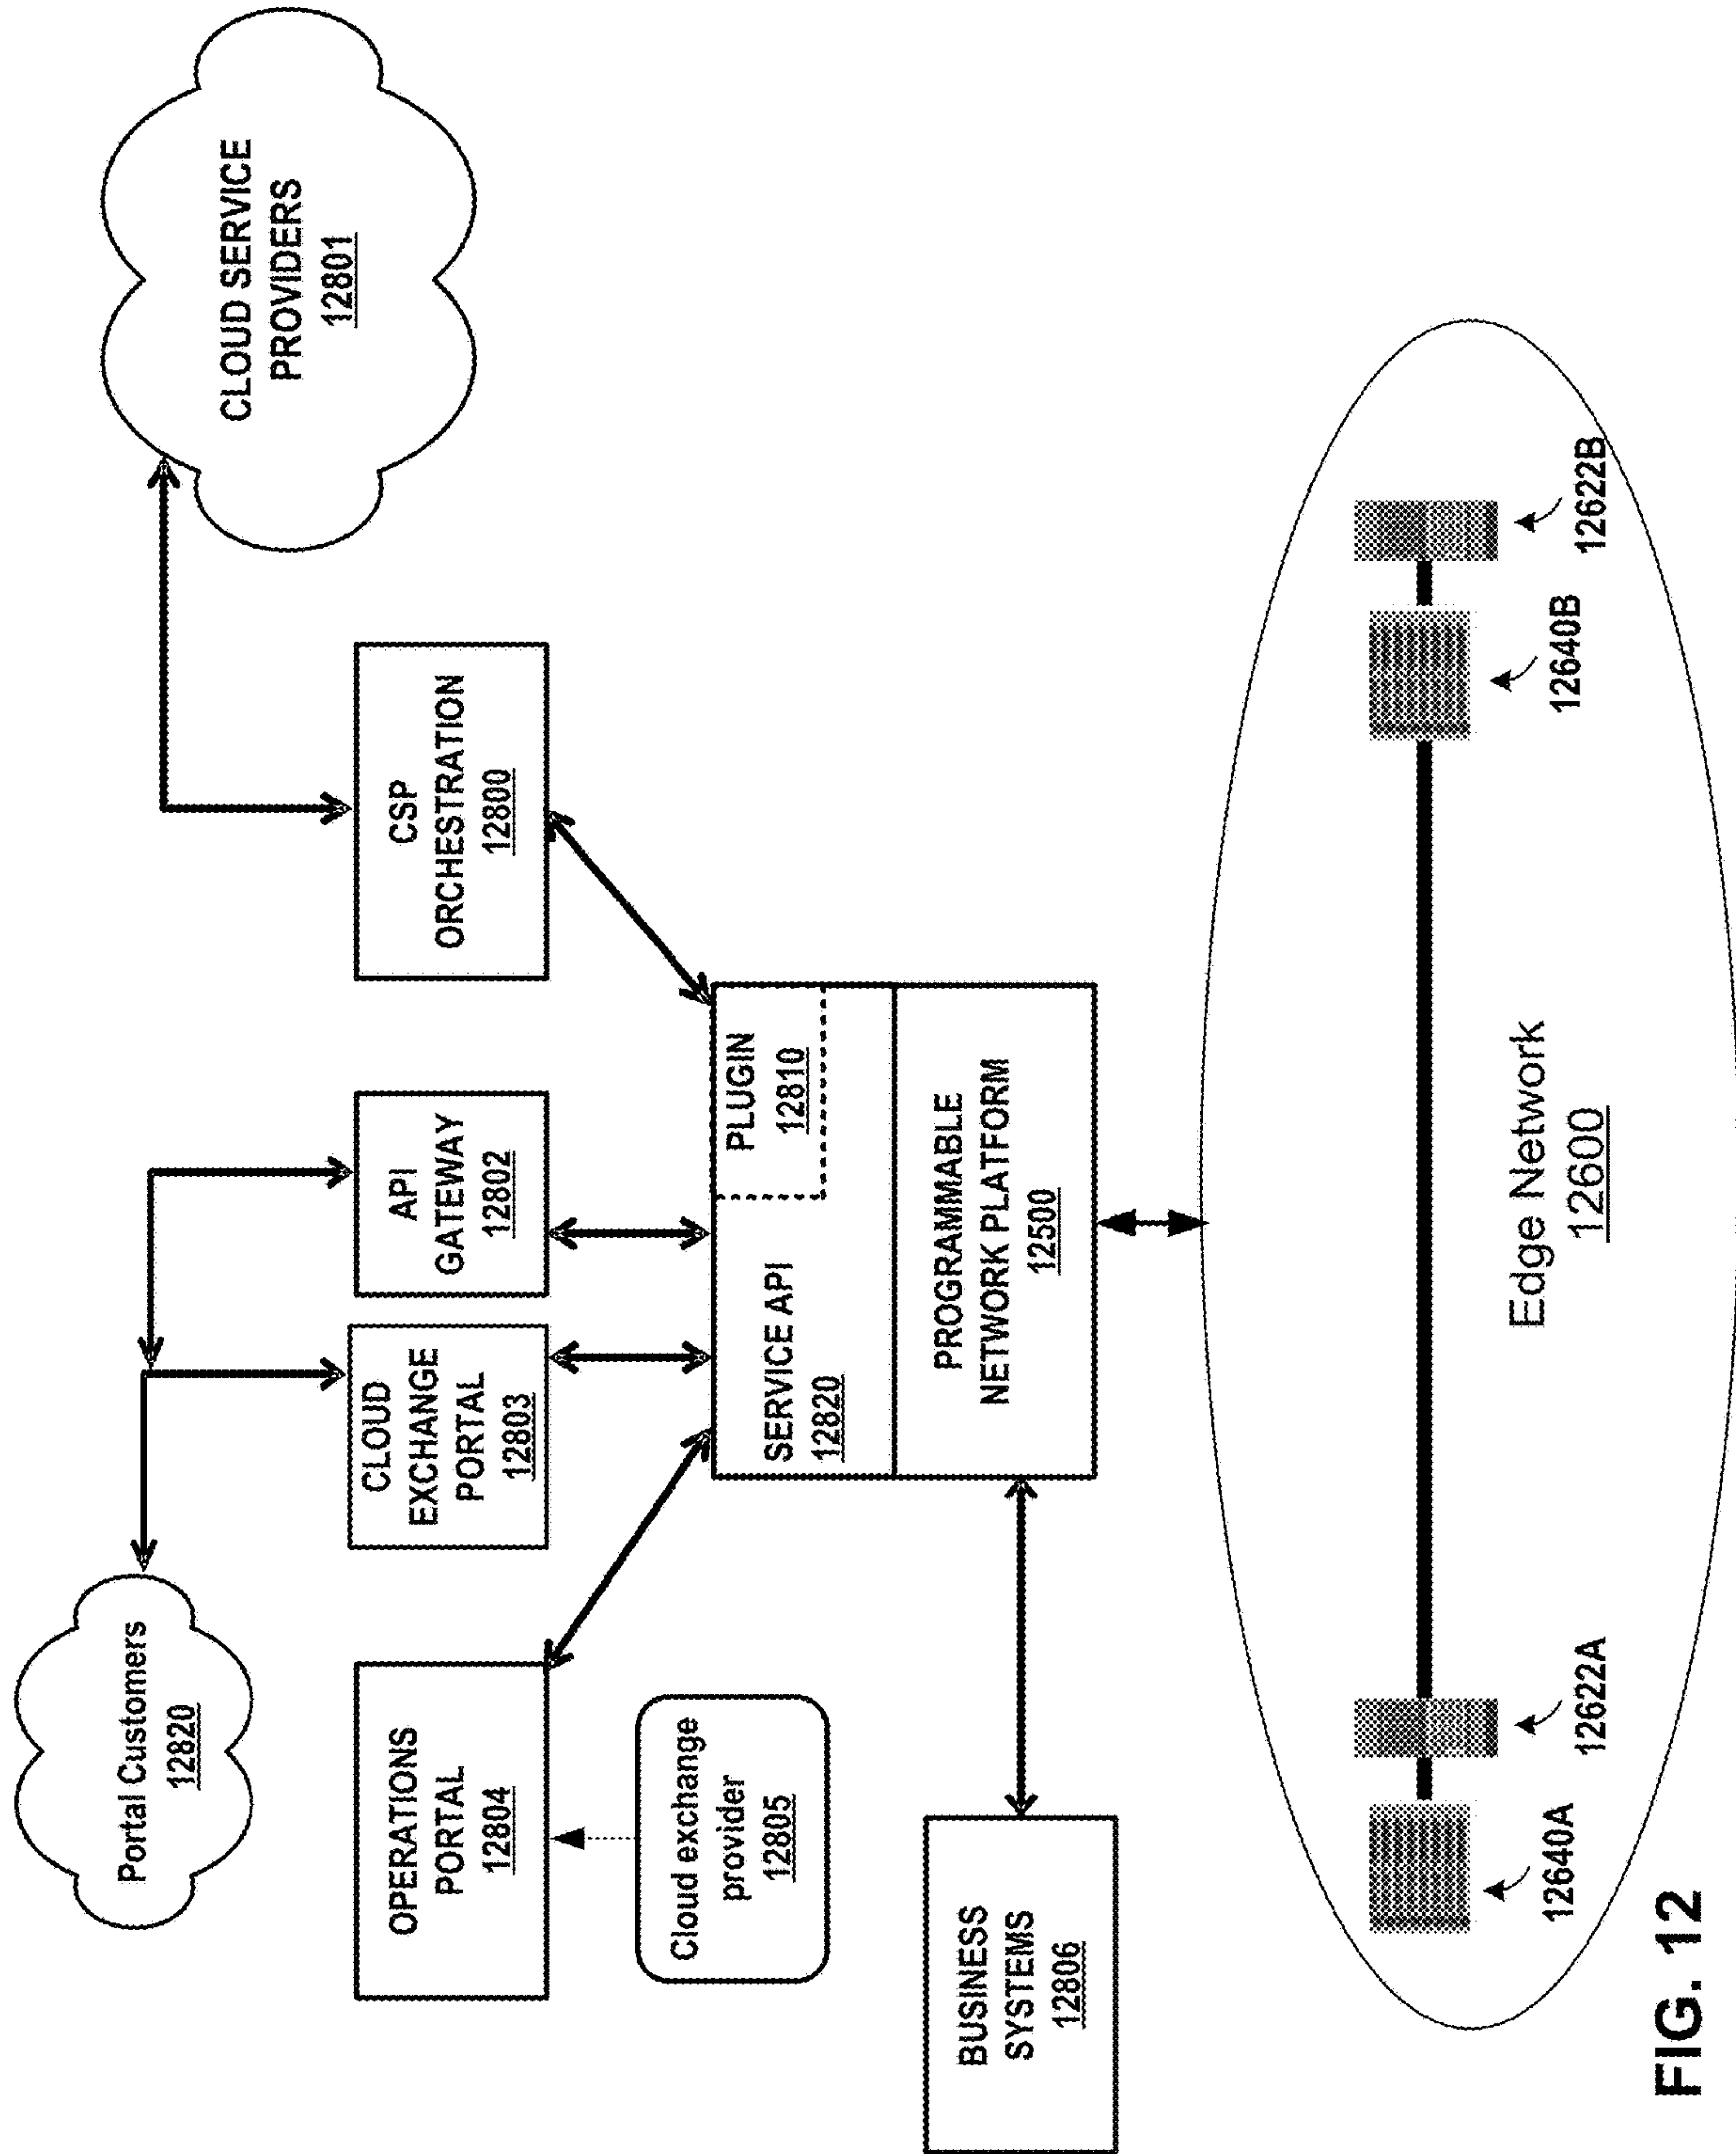 Portal Customers
12820
CLOUD SERVICE
PROVIDERS
12801
OPERATIONS
PORTAL
12804
CLOUD
EXCHANGE
PORTAL
12803
API
GATEWAY
12802
CSP
ORCHESTRATION
12800
Cloud exchange
provider
12805
SERVICE API
12820
PLUGIN
12810
PROGRAMMABLE
NETWORK PLATFORM
12500
BUSINESS
SYSTEMS
12806
Edge Network
12600
12640A
12622A
12640B
12622B
FIG. 12